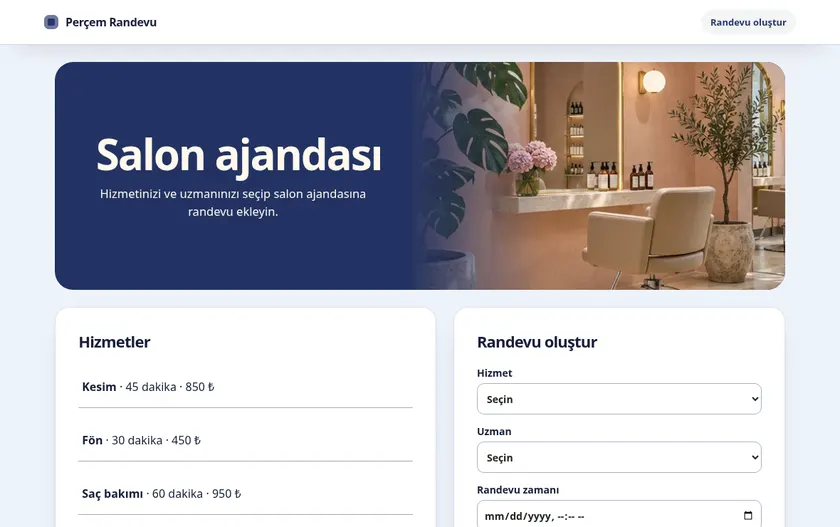 Perçem Randevu
Randevu oluştur
Salon ajandası
Hizmetinizi ve uzmanınızı seçip salon ajandasına
randevu ekleyin.
Hizmetler
Kesim · 45 dakika · 850 ₺
Fön · 30 dakika · 450 ₺
Saç bakımı · 60 dakika · 950 ₺
Randevu oluştur
Hizmet
Seçin
Uzman
Seçin
Randevu zamanı
mm/dd/yyyy, --:-- --